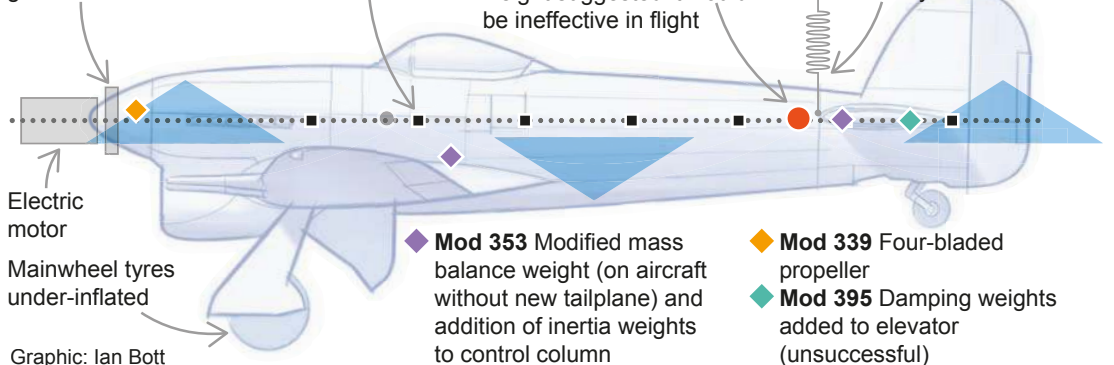 be ineffective in flight
Electric
motor
Mainwheel tyres
under-inflated
Mod 353 Modified mass
balance weight (on aircraft
without new tailplane) and
addition of inertia weights
to control column
Mod 339 Four-bladed
propeller
Mod 395 Damping weights
added to elevator
(unsuccessful)
Graphic: Ian Bott